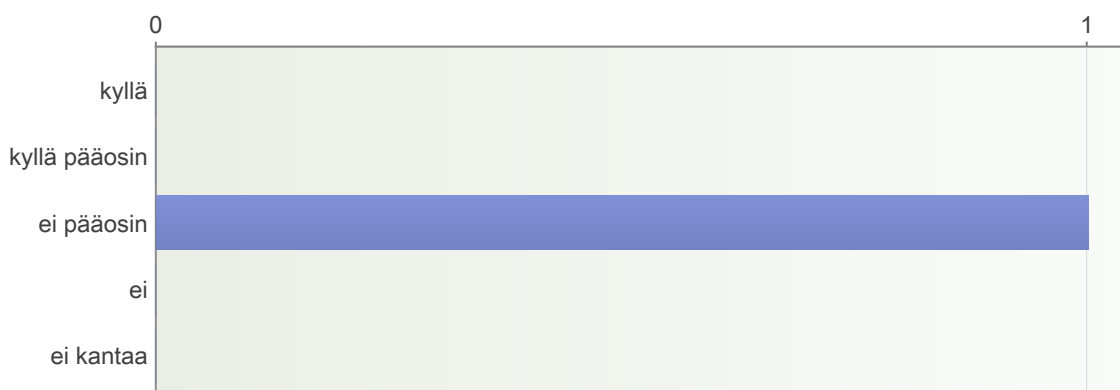 0 1
kyllä
kyllä pääosin
ei pääosin
ei
ei kantaa